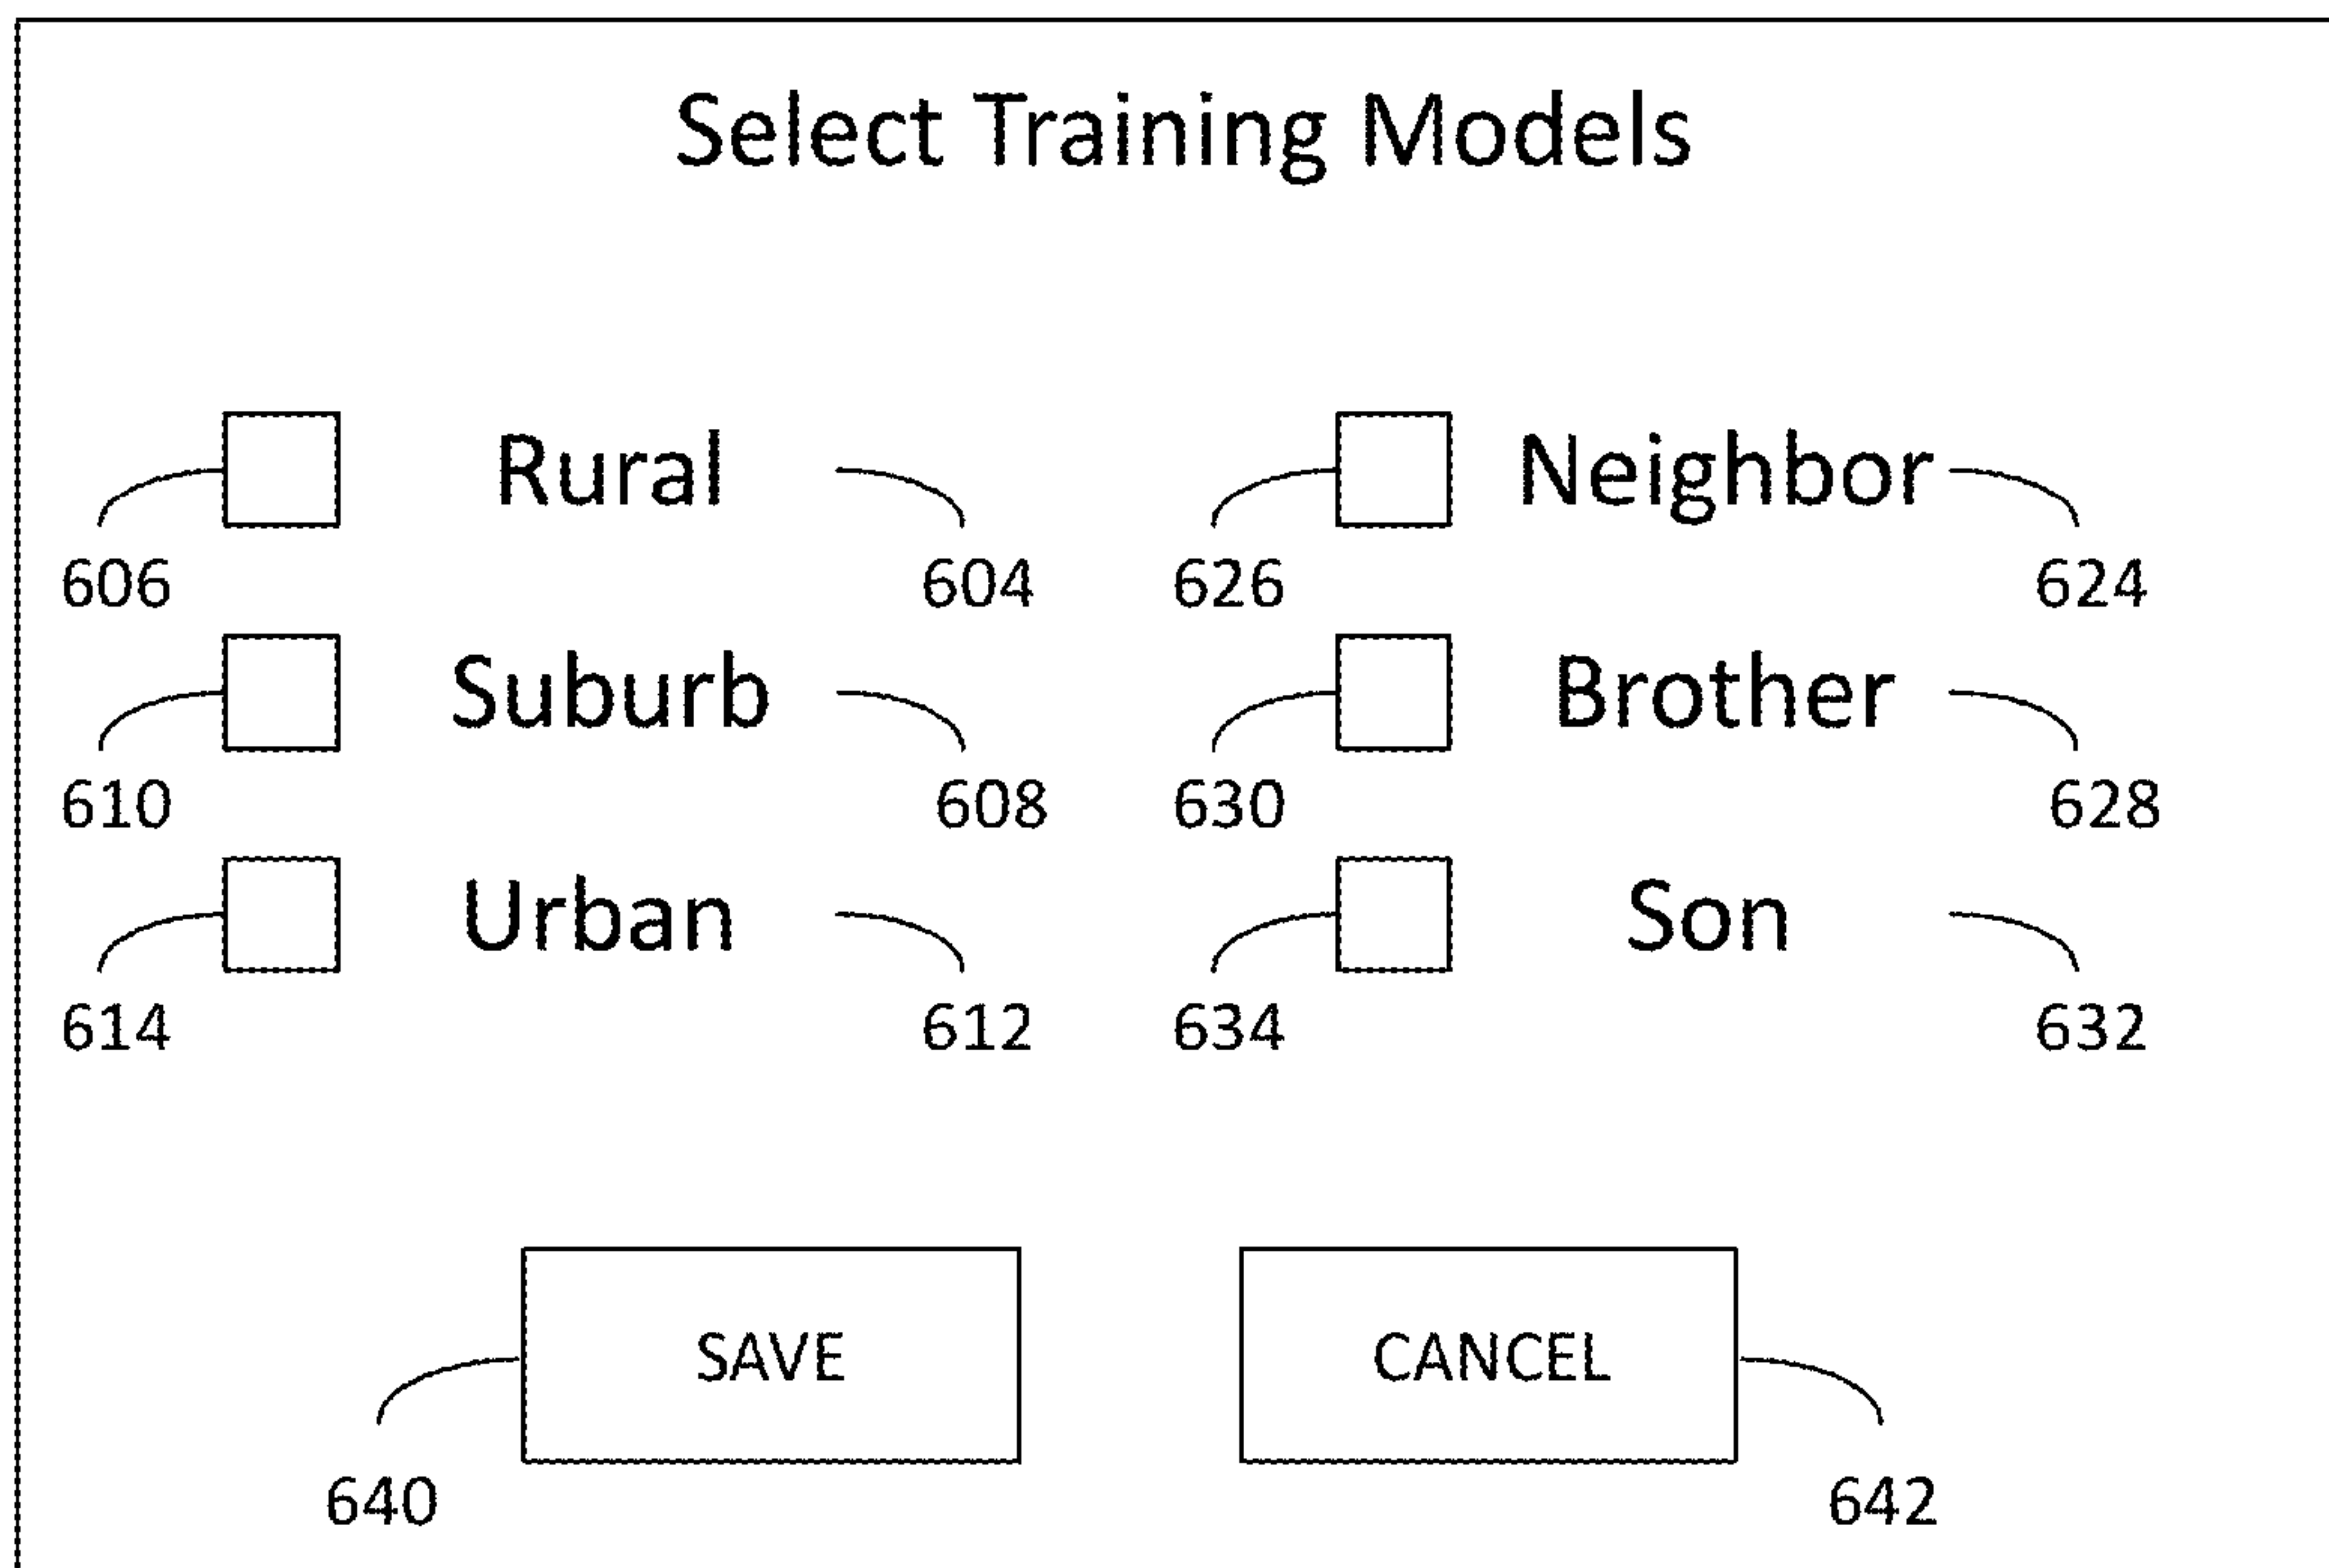 Select Training Models
Rural Neighbor
606 604 626 624
Suburb Brother
610 608 630 628
Urban Son
614 612 634 632
SAVE CANCEL
640 642